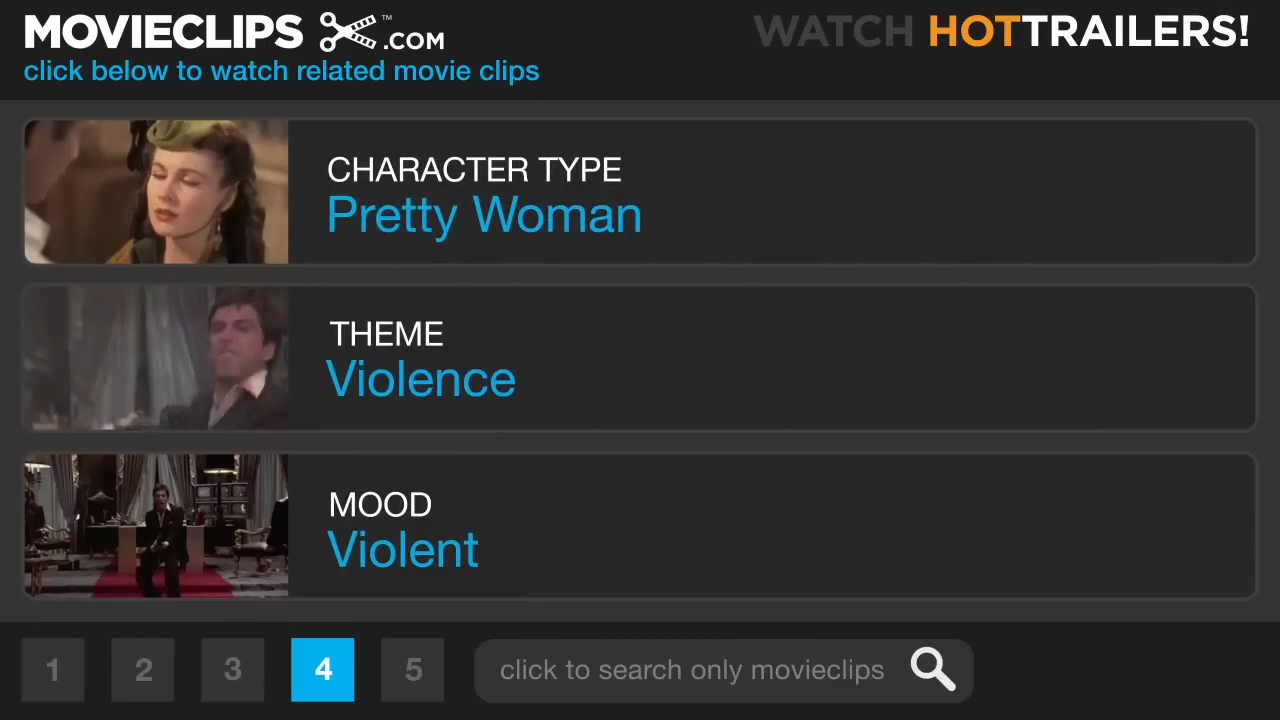 MOVIECLIPS™.COM
WATCH HOTTRAILERS!
click below to watch related movie clips
CHARACTER TYPE
Pretty Woman
THEME
Violence
MOOD
Violent
1 2 3 4 5 click to search only movieclips